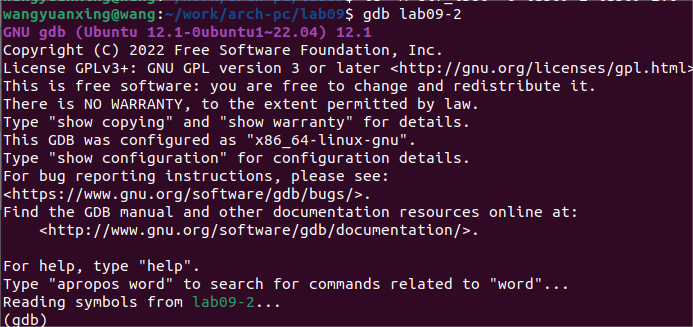 wangyuanxing@wang:~/work/arch-pc/lab09$ gdb lab09-2
GNU gdb (Ubuntu 12.1-0ubuntu1~22.04) 12.1
Copyright (C) 2022 Free Software Foundation, Inc.
License GPLv3+: GNU GPL version 3 or later <http://gnu.org/licenses/gpl.html>
This is free software: you are free to change and redistribute it.
There is NO WARRANTY, to the extent permitted by law.
Type "show copying" and "show warranty" for details.
This GDB was configured as "x86_64-linux-gnu".
Type "show configuration" for configuration details.
For bug reporting instructions, please see:
<https://www.gnu.org/software/gdb/bugs/>.
Find the GDB manual and other documentation resources online at:
    <http://www.gnu.org/software/gdb/documentation/>.

For help, type "help".
Type "apropos word" to search for commands related to "word"...
Reading symbols from lab09-2...
(gdb)